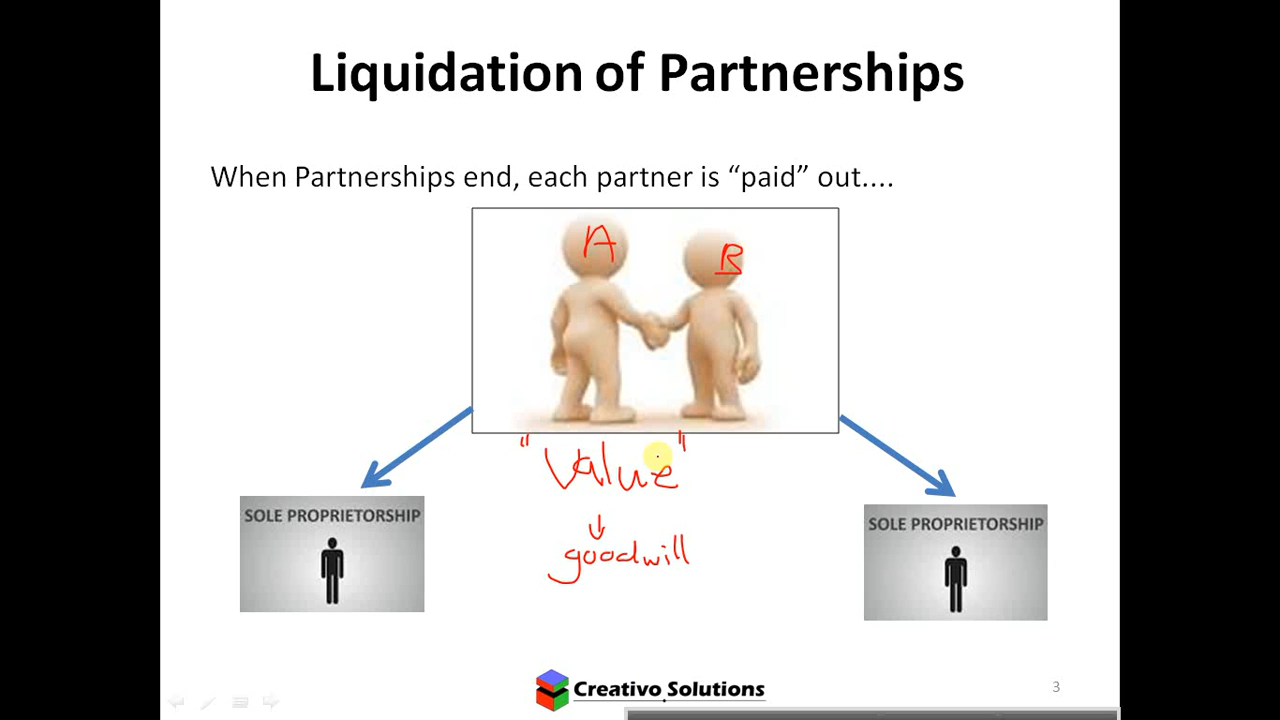 Liquidation of Partnerships
When Partnerships end, each partner is “paid” out....
A
B
"Value"
SOLE PROPRIETORSHIP
SOLE PROPRIETORSHIP
goodwill
Creativo Solutions
3